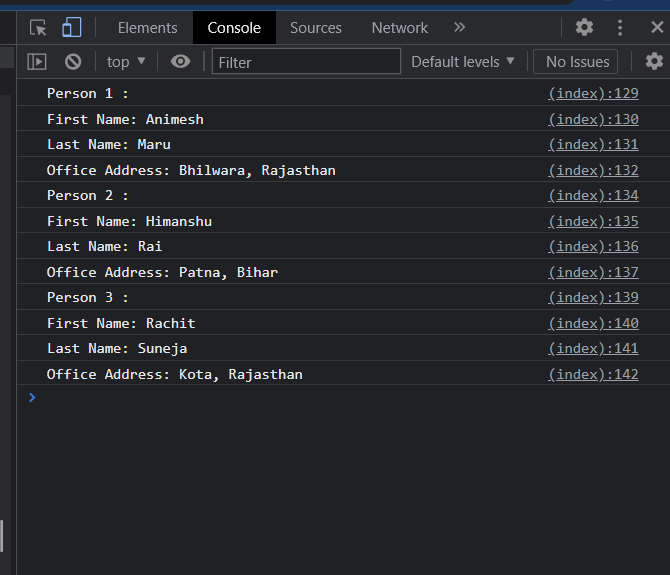 Elements Console Sources Network »
top ▼ Filter Default levels ▼ No Issues
Person 1 : (index):129
First Name: Animesh (index):130
Last Name: Maru (index):131
Office Address: Bhilwara, Rajasthan (index):132
Person 2 : (index):134
First Name: Himanshu (index):135
Last Name: Rai (index):136
Office Address: Patna, Bihar (index):137
Person 3 : (index):139
First Name: Rachit (index):140
Last Name: Suneja (index):141
Office Address: Kota, Rajasthan (index):142